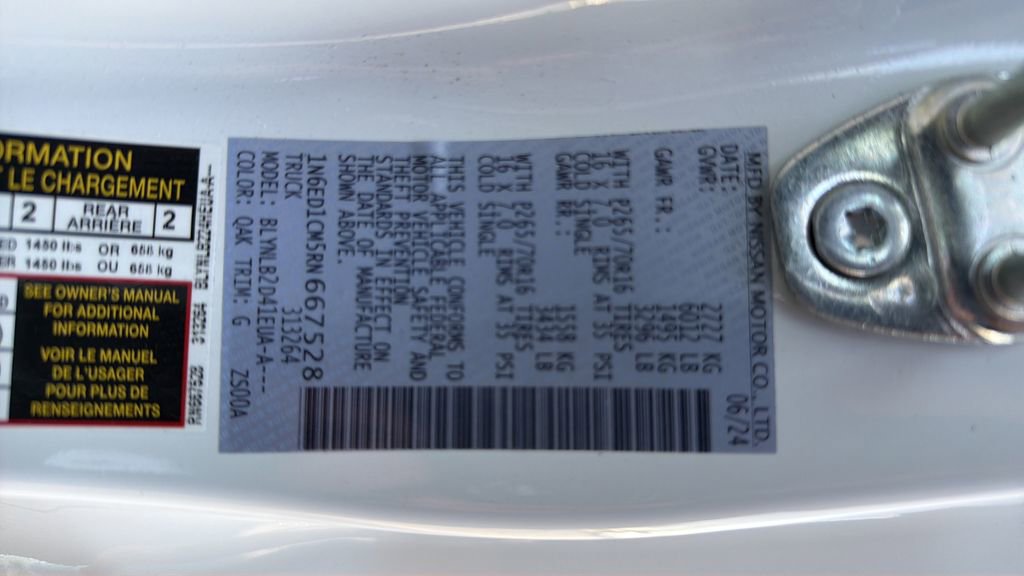 MFD BY NISSAN MOTOR CO., LTD.
DATE: 06/24
GVWR: 2727 KG
6012 LB
GAWR FR: 1495 KG
3296 LB
WITH P265/70R16 TIRES
16 X 7.0 RIMS AT 35 PSI
COLD SINGLE
GAWR RR: 1558 KG
3434 LB
WITH P265/70R16 TIRES
16 X 7.0 RIMS AT 35 PSI
COLD SINGLE
THIS VEHICLE CONFORMS TO
ALL APPLICABLE FEDERAL
MOTOR VEHICLE SAFETY AND
THEFT PREVENTION
STANDARDS IN EFFECT ON
THE DATE OF MANUFACTURE
SHOWN ABOVE.
1N6ED1CM5RN667528
TRUCK 313264
MODEL: BLYNLB2D41EUA-A---
COLOR: QAK TRIM: G ZS00A
ORMATION
T LE CHARGEMENT
2 REAR 2
ARRIÈRE
1450 lbs OR 658 kg
1450 lbs OU 658 kg
SEE OWNER'S MANUAL
FOR ADDITIONAL
INFORMATION
VOIR LE MANUEL
DE L'USAGER
POUR PLUS DE
RENSEIGNEMENTS
RN667528 313264